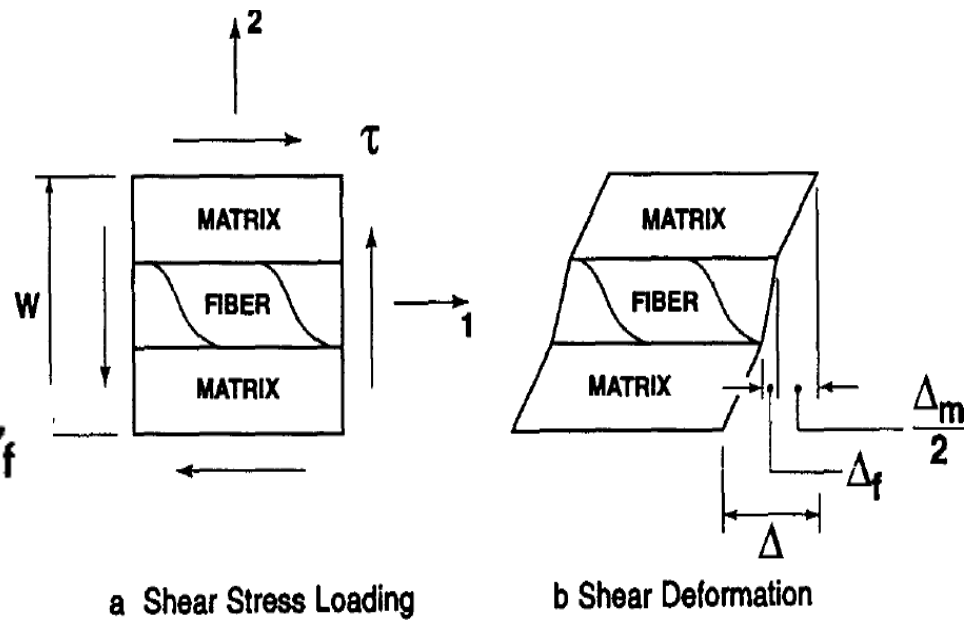 2
τ
MATRIX
W
FIBER
1
MATRIX
f
a Shear Stress Loading
MATRIX
FIBER
MATRIX
Δm
2
Δf
Δ
b Shear Deformation